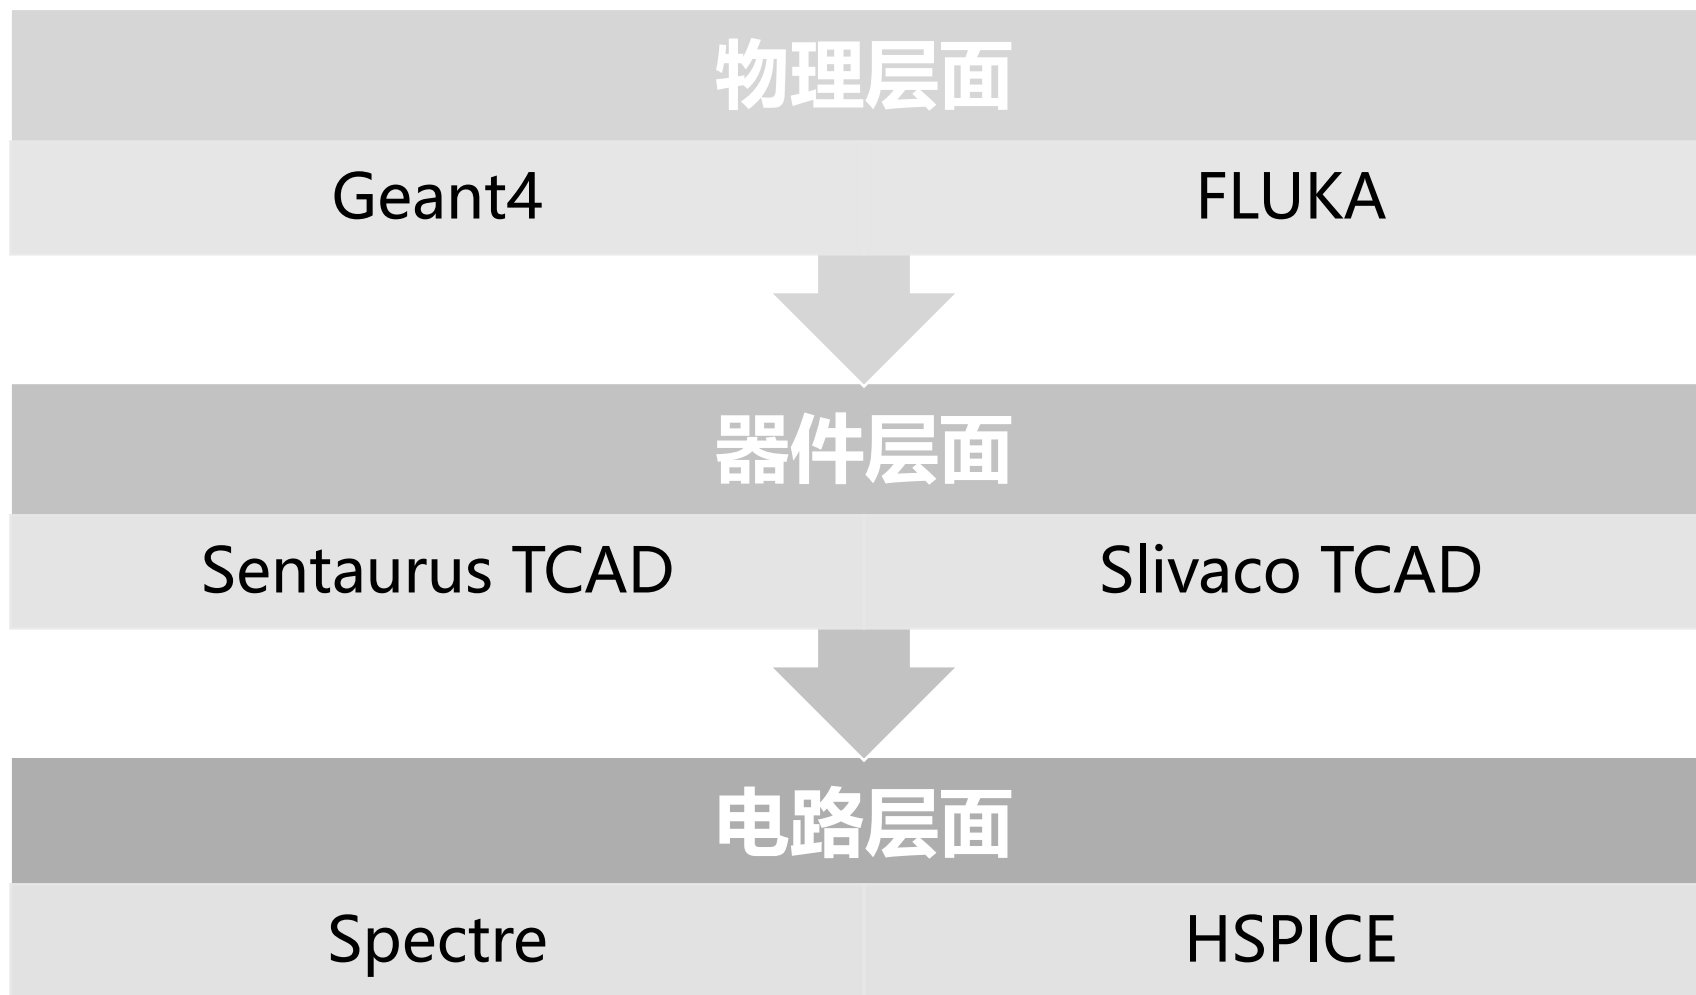 物理层面
Geant4 FLUKA
器件层面
Sentaurus TCAD Slivaco TCAD
电路层面
Spectre HSPICE